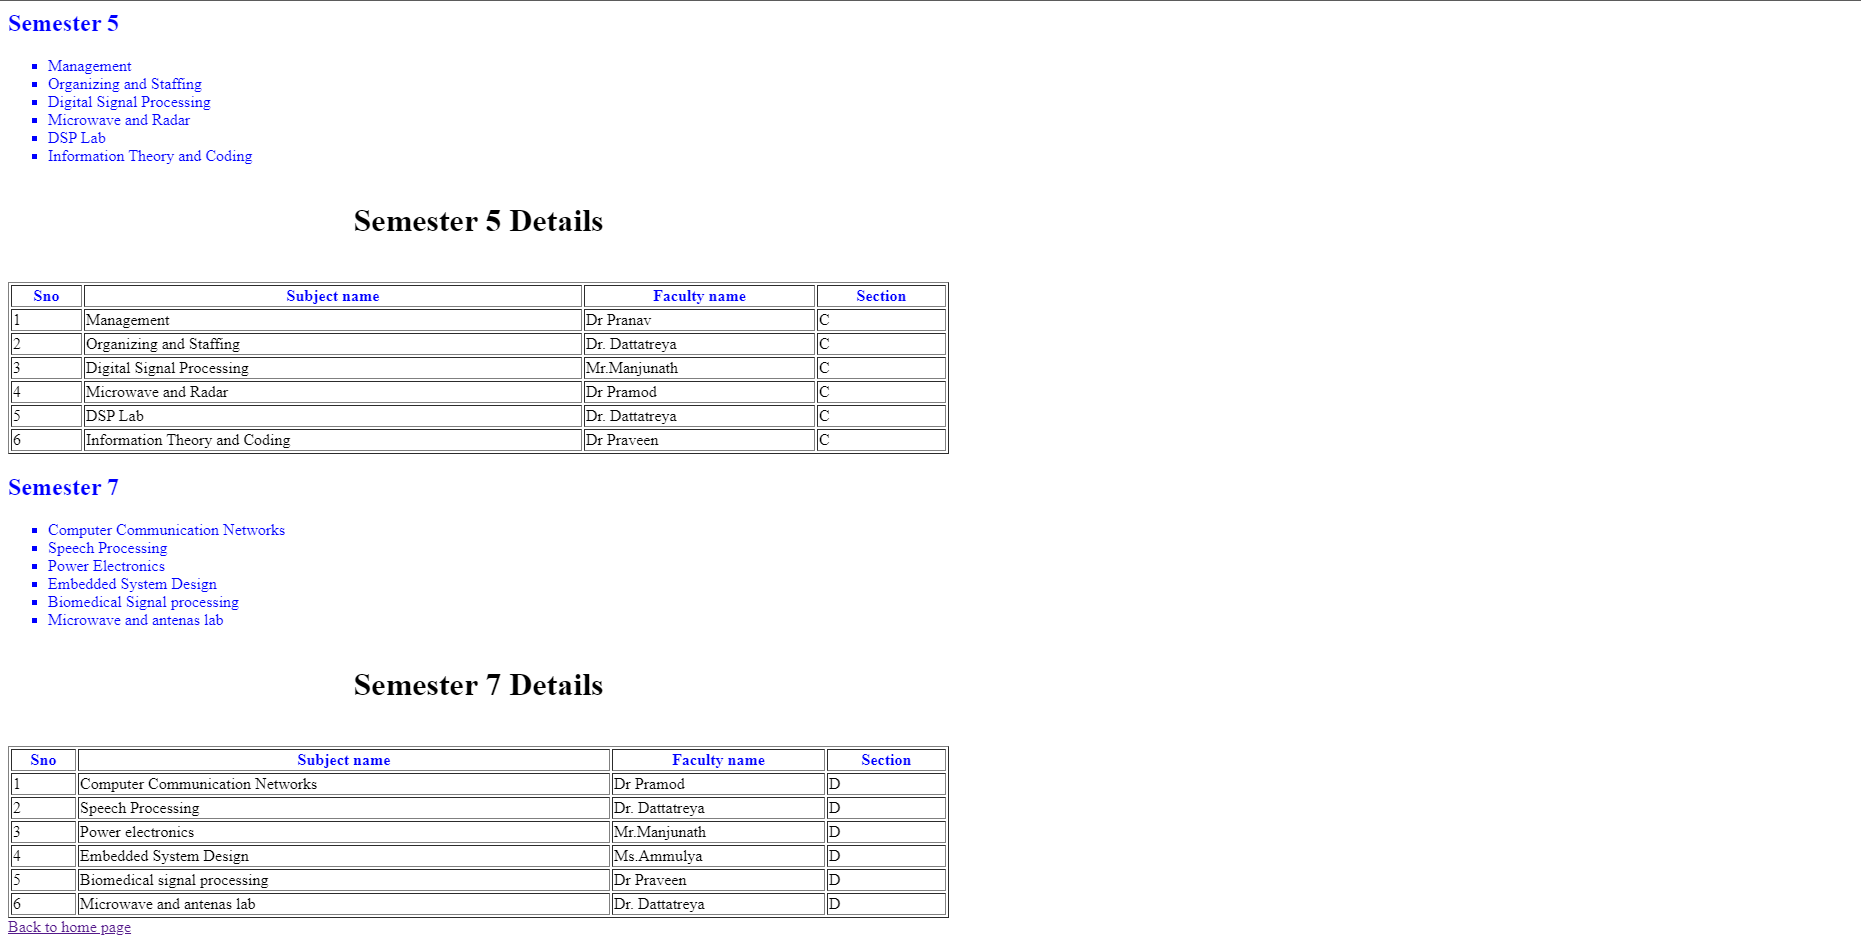 Semester 5
Management
Organizing and Staffing
Digital Signal Processing
Microwave and Radar
DSP Lab
Information Theory and Coding
Semester 5 Details
Sno Subject name Faculty name Section
1 Management Dr Pranav C
2 Organizing and Staffing Dr. Dattatreya C
3 Digital Signal Processing Mr.Manjunath C
4 Microwave and Radar Dr Pramod C
5 DSP Lab Dr. Dattatreya C
6 Information Theory and Coding Dr Praveen C
Semester 7
Computer Communication Networks
Speech Processing
Power Electronics
Embedded System Design
Biomedical Signal processing
Microwave and antenas lab
Semester 7 Details
Sno Subject name Faculty name Section
1 Computer Communication Networks Dr Pramod D
2 Speech Processing Dr. Dattatreya D
3 Power electronics Mr.Manjunath D
4 Embedded System Design Ms.Ammulya D
5 Biomedical signal processing Dr Praveen D
6 Microwave and antenas lab Dr. Dattatreya D
Back to home page